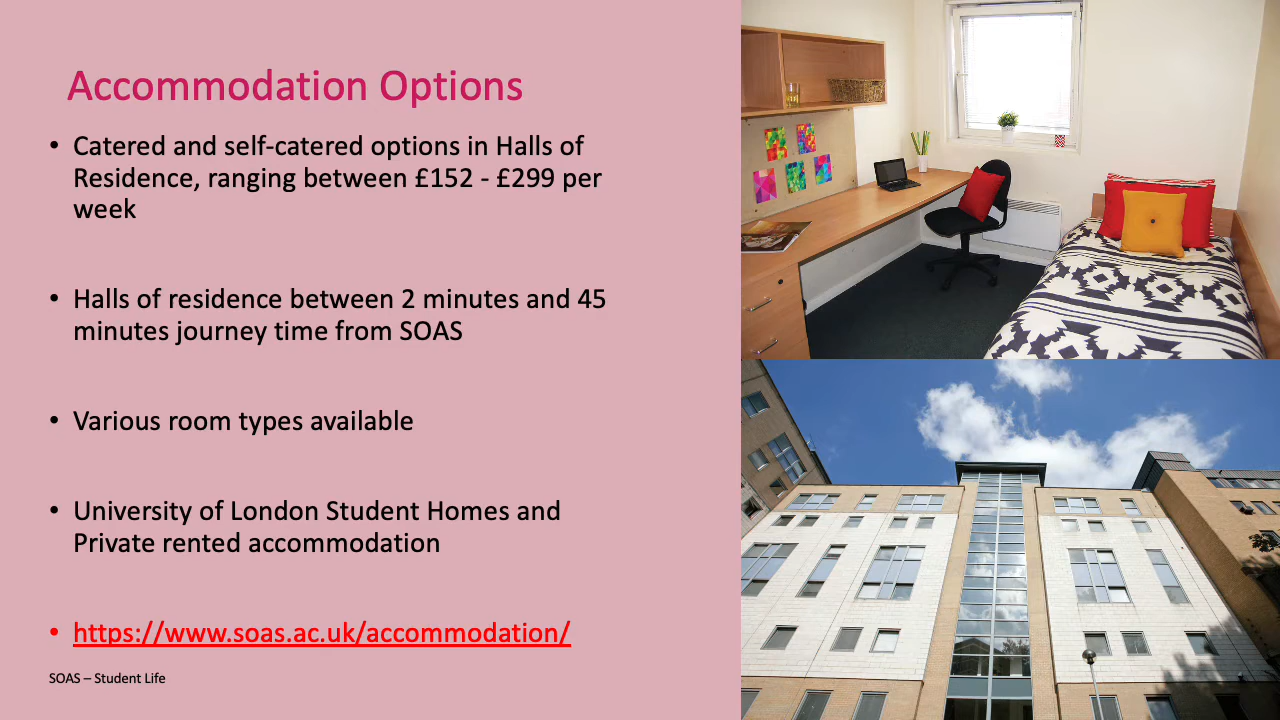 Accommodation Options
• Catered and self-catered options in Halls of
Residence, ranging between £152 - £299 per
week
• Halls of residence between 2 minutes and 45
minutes journey time from SOAS
• Various room types available
• University of London Student Homes and
Private rented accommodation
• https://www.soas.ac.uk/accommodation/
SOAS – Student Life